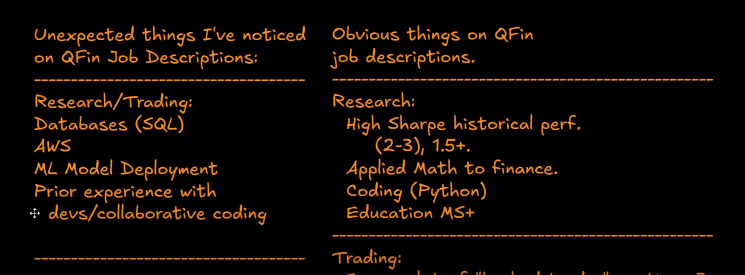 Unexpected things I've noticed
on QFin Job Descriptions:
Research/Trading:
Databases (SQL)
AWS
ML Model Deployment
Prior experience with
devs/collaborative coding
Obvious things on QFin
job descriptions.
Research:
High Sharpe historical perf.
(2-3), 1.5+.
Applied Math to finance.
Coding (Python)
Education MS+
Trading: